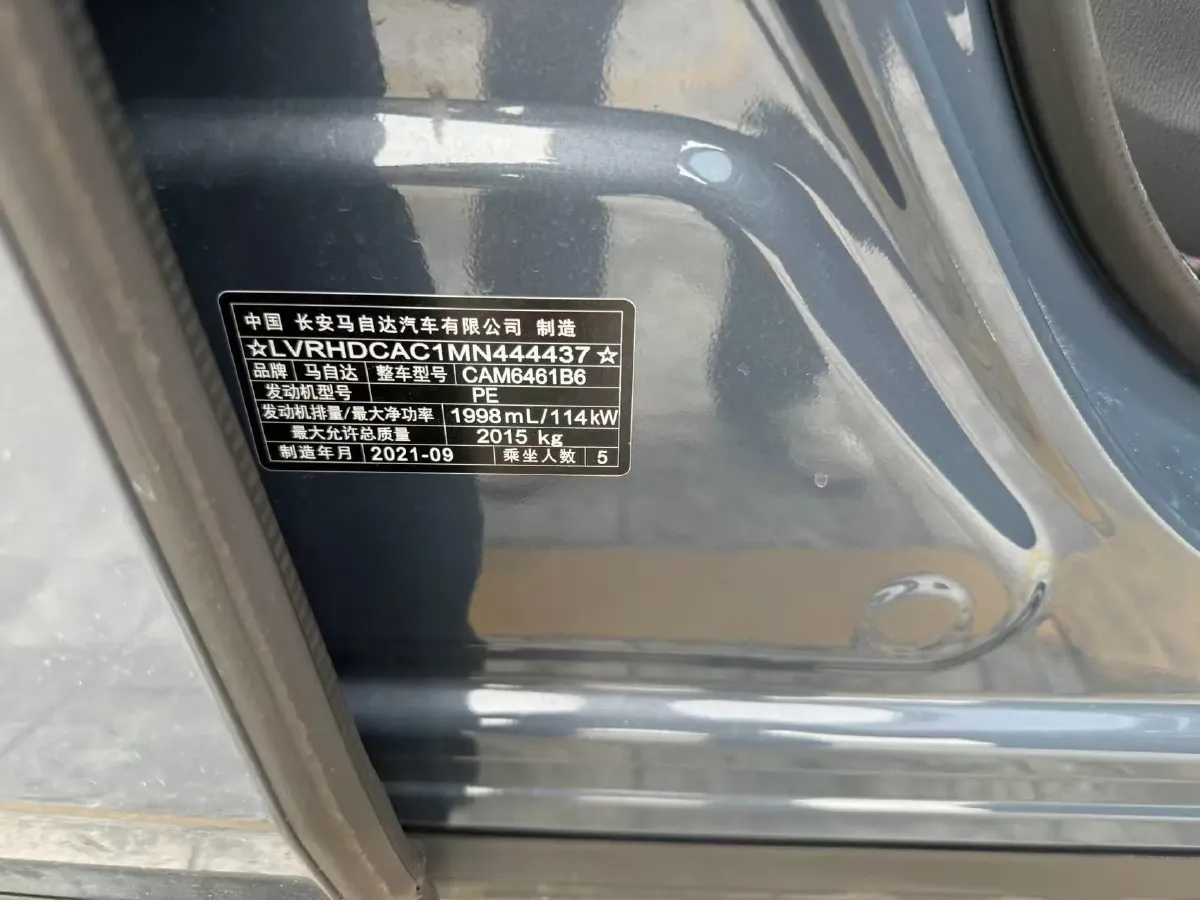 中国 长安马自达汽车有限公司 制造
☆LVRHDCAC1MN444437☆
品牌 马自达 整车型号 CAM6461B6
发动机型号 PE
发动机排量/最大净功率 1998mL/114kW
最大允许总质量 2015 kg
制造年月 2021-09 乘坐人数 5